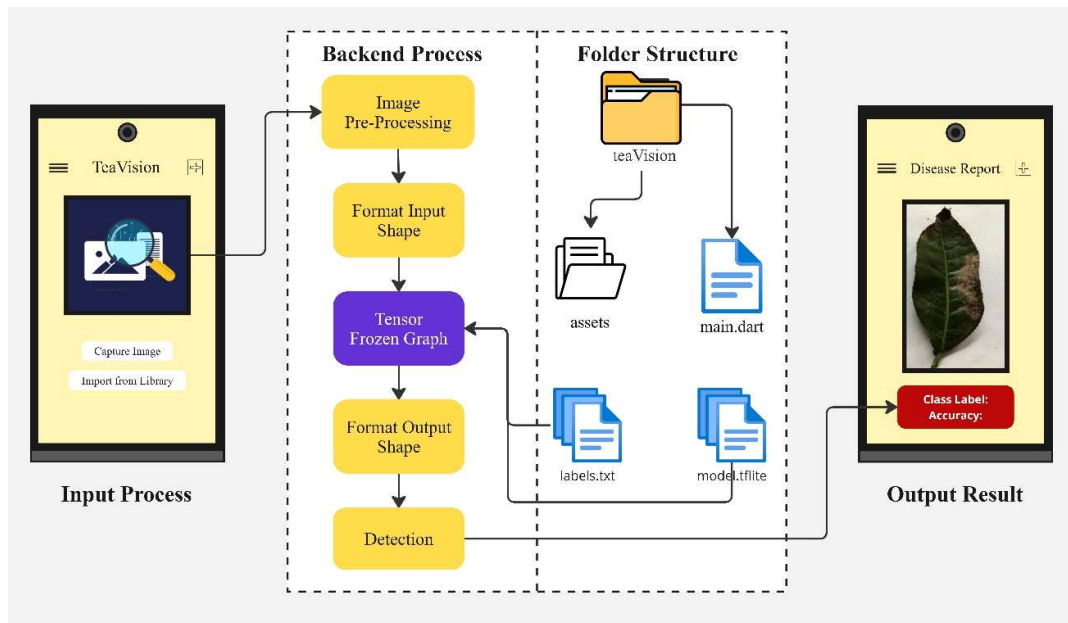 Backend Process
Folder Structure
Image
Pre-Processing
Format Input
Shape
Tensor
Frozen Graph
Format Output
Shape
Detection
teaVision
assets
main.dart
labels.txt
model.tflite
TeaVision
Capture Image
Import from Library
Input Process
Disease Report
Class Label:
Accuracy:
Output Result